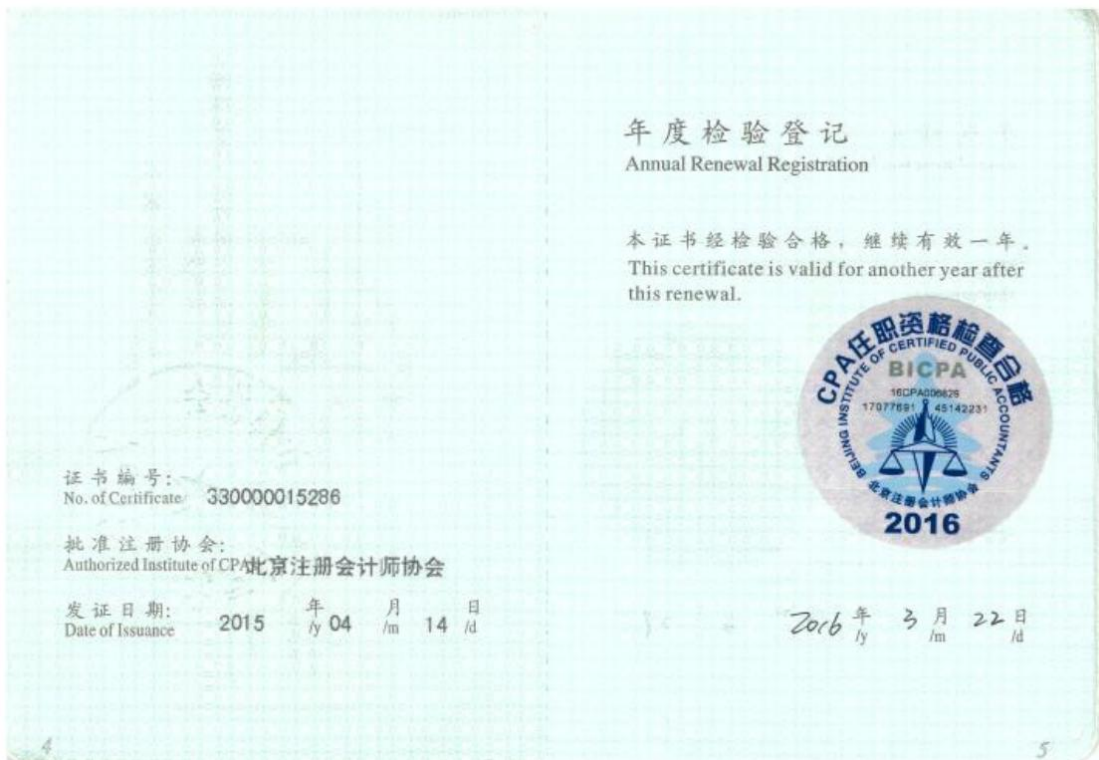 证书编号:
No. of Certificate 330000015286
批准注册协会:
Authorized Institute of CPA 北京注册会计师协会
发证日期: 2015 年 04 月 14 日
Date of Issuance /y /m /d
4
年度检验登记
Annual Renewal Registration
本证书经检验合格,继续有效一年。
This certificate is valid for another year after
this renewal.
CPA任职资格检查合格
BEIJING INSTITUTE OF CERTIFIED PUBLIC ACCOUNTANTS
BICPA
16CPA006826
17077691 45142231
北京注册会计师协会
2016
2016 年 3 月 22 日
/y /m /d
5